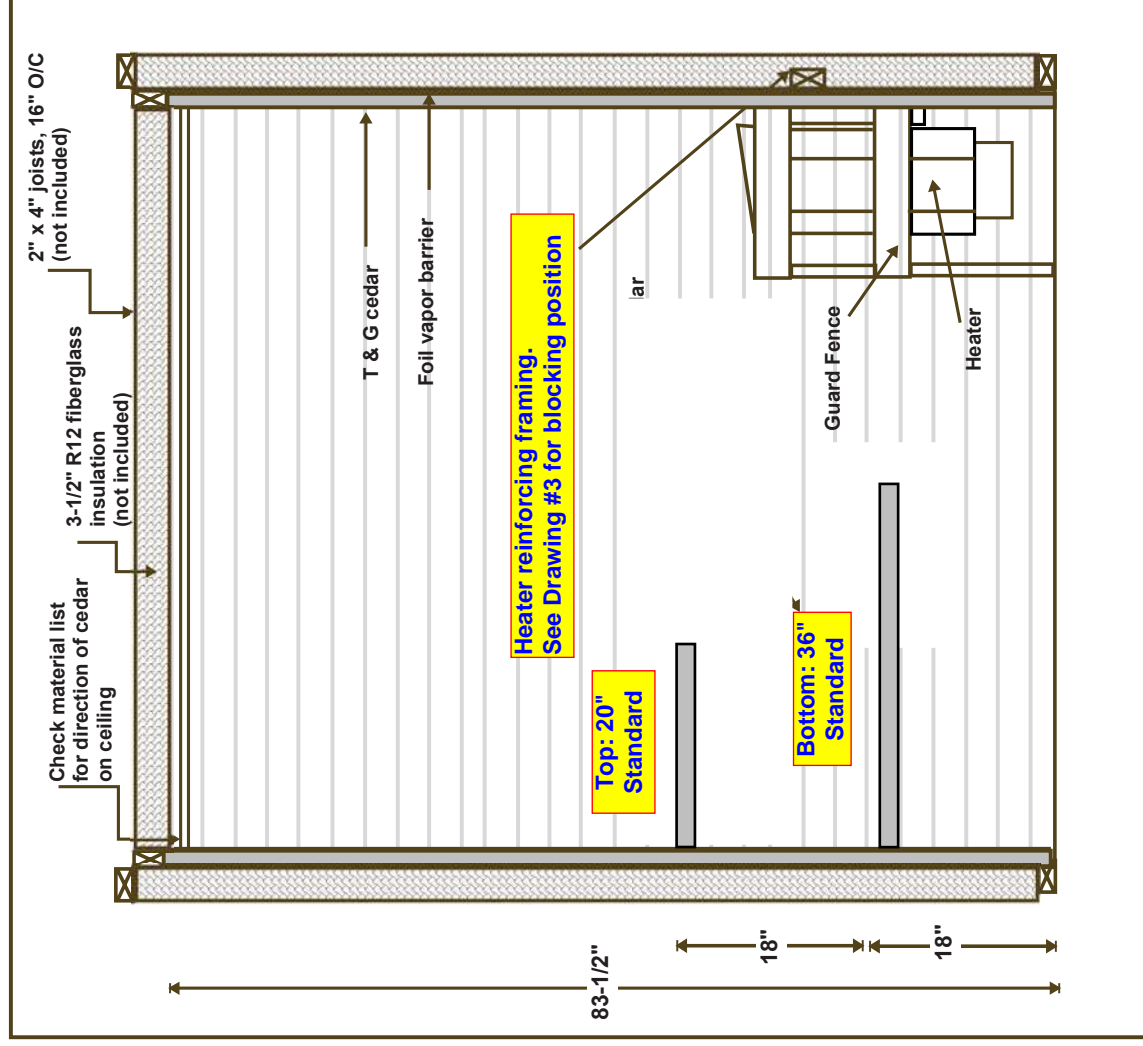 2" x 4" joists, 16" O/C
(not included)
3-1/2" R12 fiberglass
insulation
(not included)
Check material list
for direction of cedar
on ceiling
T & G cedar
Foil vapor barrier
Heater reinforcing framing.
See Drawing #3 for blocking position
ar
Top: 20"
Standard
Bottom: 36"
Standard
Guard Fence
Heater
83-1/2"
18"
18"